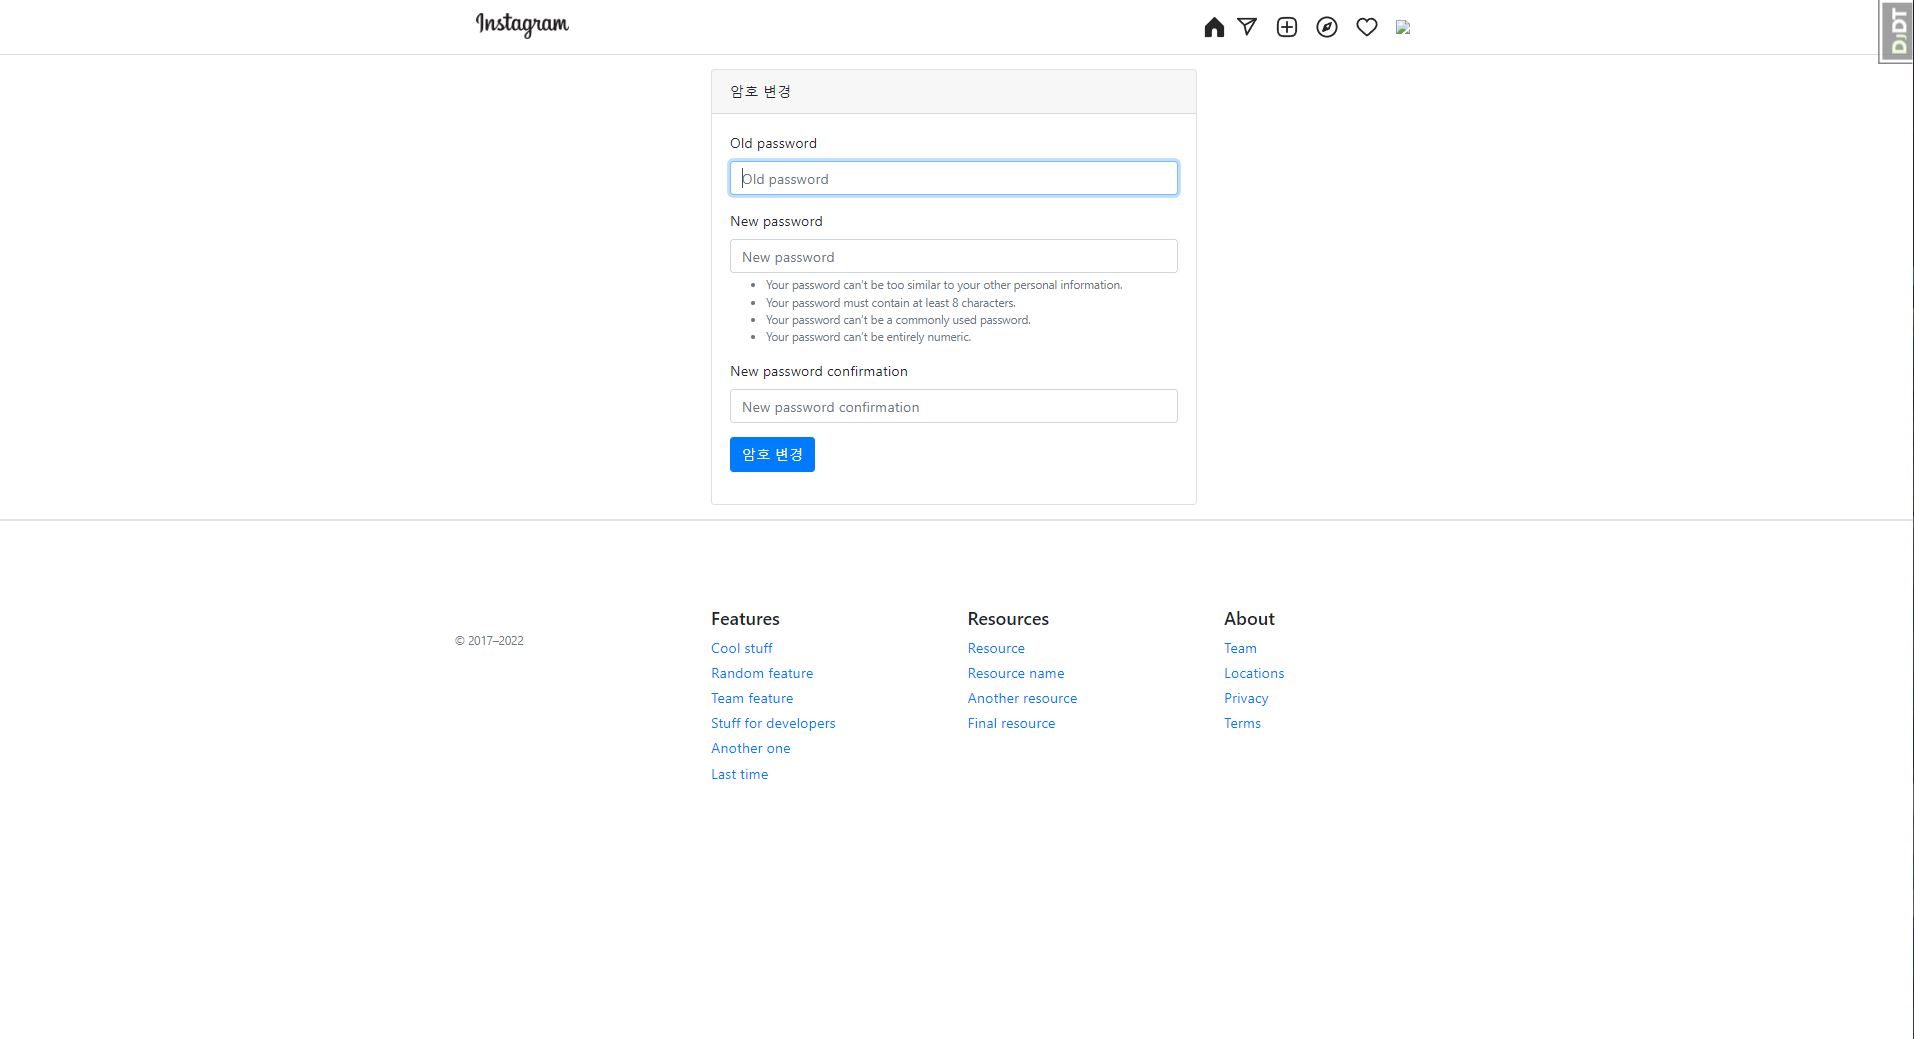 Instagram
DJDT
암호 변경
Old password
Old password
New password
New password
Your password can't be too similar to your other personal information.
Your password must contain at least 8 characters.
Your password can't be a commonly used password.
Your password can't be entirely numeric.
New password confirmation
New password confirmation
암호 변경
© 2017–2022
Features
Cool stuff
Random feature
Team feature
Stuff for developers
Another one
Last time
Resources
Resource
Resource name
Another resource
Final resource
About
Team
Locations
Privacy
Terms